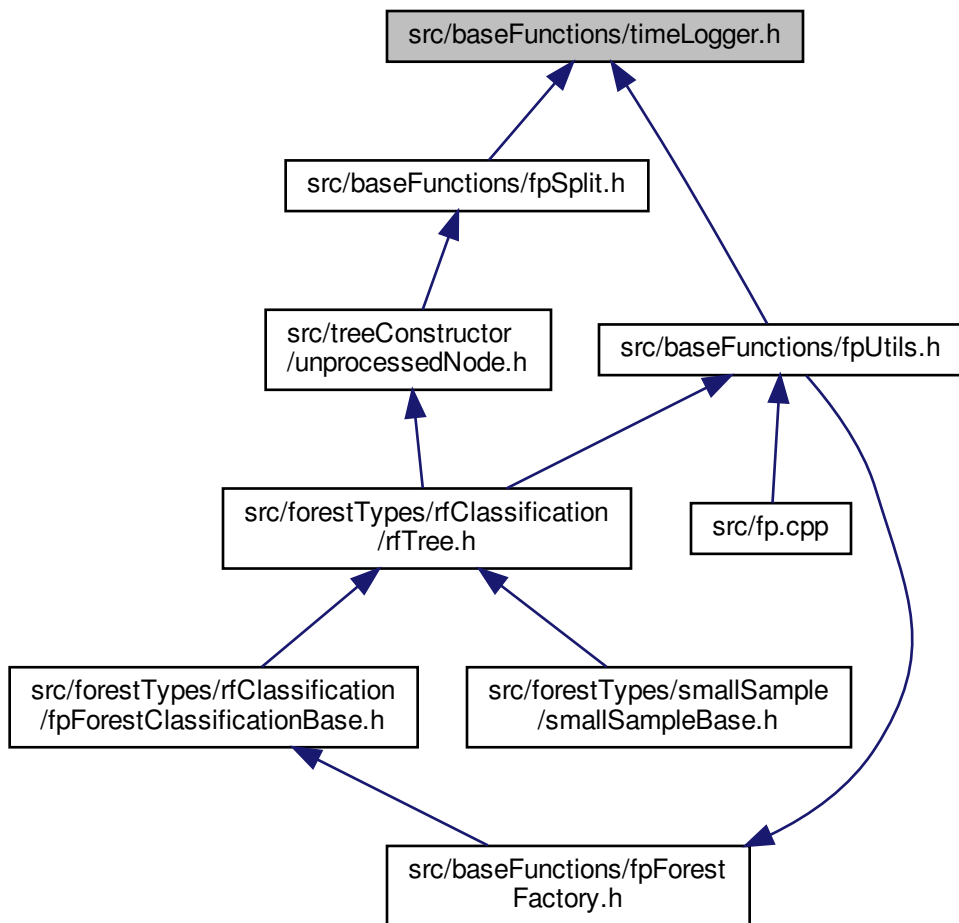 src/baseFunctions/timeLogger.h
src/baseFunctions/fpSplit.h
src/treeConstructor
/unprocessedNode.h
src/baseFunctions/fpUtils.h
src/forestTypes/rfClassification
/rfTree.h
src/fp.cpp
src/forestTypes/rfClassification
/fpForestClassificationBase.h
src/forestTypes/smallSample
/smallSampleBase.h
src/baseFunctions/fpForest
Factory.h